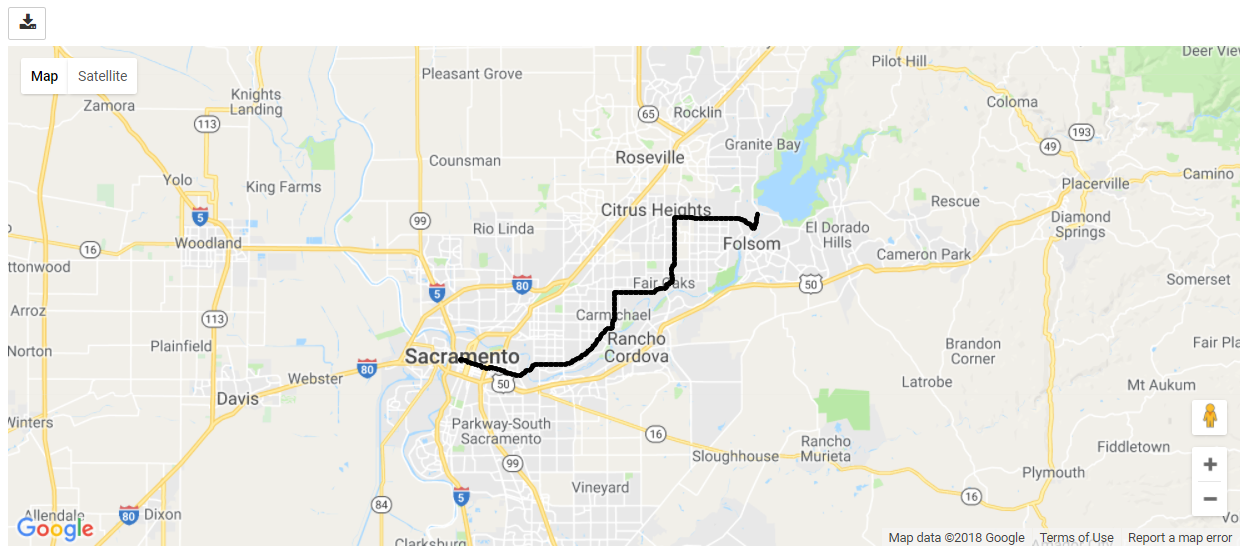 Map Satellite
Pleasant Grove
Pilot Hill
Deer View
Zamora
Knights
Landing
113
65
Rocklin
Coloma
193
49
Granite Bay
Counsman
Roseville
Yolo
King Farms
Camino
Placerville
5
99
Rio Linda
Citrus Heights
Rescue
Diamond
Springs
16
Woodland
Folsom
El Dorado
Hills
Cameron Park
ttonwood
5
80
Fair Oaks
50
Somerset
Arroz
113
Carmichael
Rancho
Cordova
Norton
Plainfield
Sacramento
Brandon
Corner
Fair Pla
80
Webster
50
Latrobe
Mt Aukum
Davis
Winters
Parkway-South
Sacramento
16
Rancho
Murieta
Sloughhouse
Fiddletown
99
Plymouth
84
5
Vineyard
16
Allendale
80
Dixon
Google
Clarksburg
Map data ©2018 Google Terms of Use Report a map error